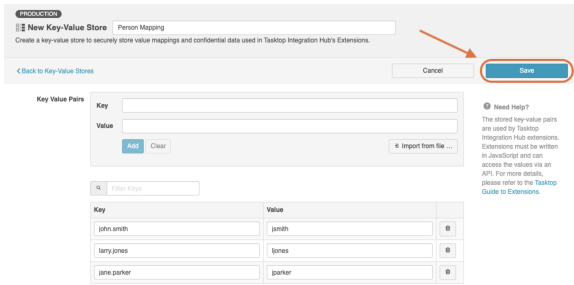 PRODUCTION
New Key-Value Store Person Mapping
Create a key-value store to securely store value mappings and confidential data used in Tasktop Integration Hub's Extensions.
Back to Key-Value Stores
Cancel
Save
Key Value Pairs
Key
Value
Add
Clear
Import from file ...
Need Help?
The stored key-value pairs
are used by Tasktop
Integration Hub extensions.
Extensions must be written
in JavaScript and can
access the values via an
API. For more details,
please refer to the Tasktop
Guide to Extensions.
Filter Keys
Key Value
john.smith jsmith
larry.jones ljones
jane.parker jparker